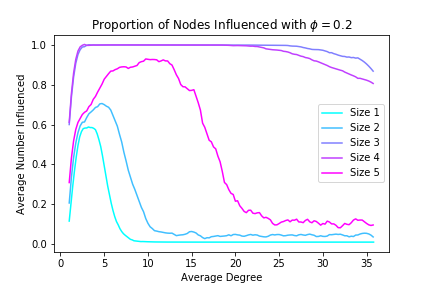 Proportion of Nodes Influenced with ϕ = 0.2
1.0
0.8
0.6
0.4
0.2
0.0
Average Number Influenced
Size 1
Size 2
Size 3
Size 4
Size 5
0 5 10 15 20 25 30 35
Average Degree